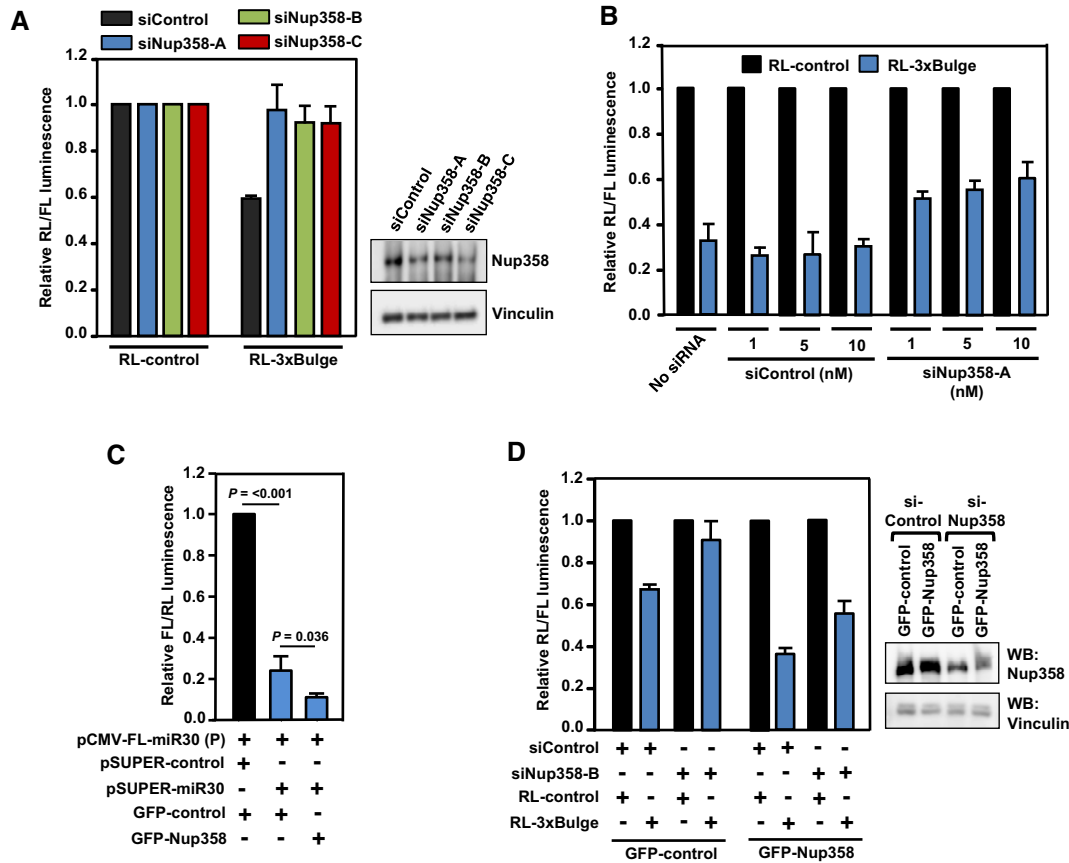 A
siControl
siNup358-A
siNup358-B
siNup358-C
Relative RL/FL luminescence
1.2
1.0
0.8
0.6
0.4
0.2
0.0
RL-control
RL-3xBulge
siControl
siNup358-A
siNup358-B
siNup358-C
Nup358
Vinculin
B
RL-control
RL-3xBulge
Relative RL/FL luminescence
1.2
1.0
0.8
0.6
0.4
0.2
0.0
No siRNA
1
5
10
1
5
10
siControl (nM)
siNup358-A
(nM)
C
Relative FL/RL luminescence
1.2
1.0
0.8
0.6
0.4
0.2
0.0
P = <0.001
P = 0.036
pCMV-FL-miR30 (P) + + +
pSUPER-control + - -
pSUPER-miR30 - + +
GFP-control + + -
GFP-Nup358 - - +
D
Relative RL/FL luminescence
1.2
1.0
0.8
0.6
0.4
0.2
0.0
siControl + + - - + + - -
siNup358-B - - + + - - + +
RL-control + - + - + - + -
RL-3xBulge - + - + - + - +
GFP-control
GFP-Nup358
si-
Control
si-
Nup358
GFP-control
GFP-Nup358
GFP-control
GFP-Nup358
WB:
Nup358
WB:
Vinculin